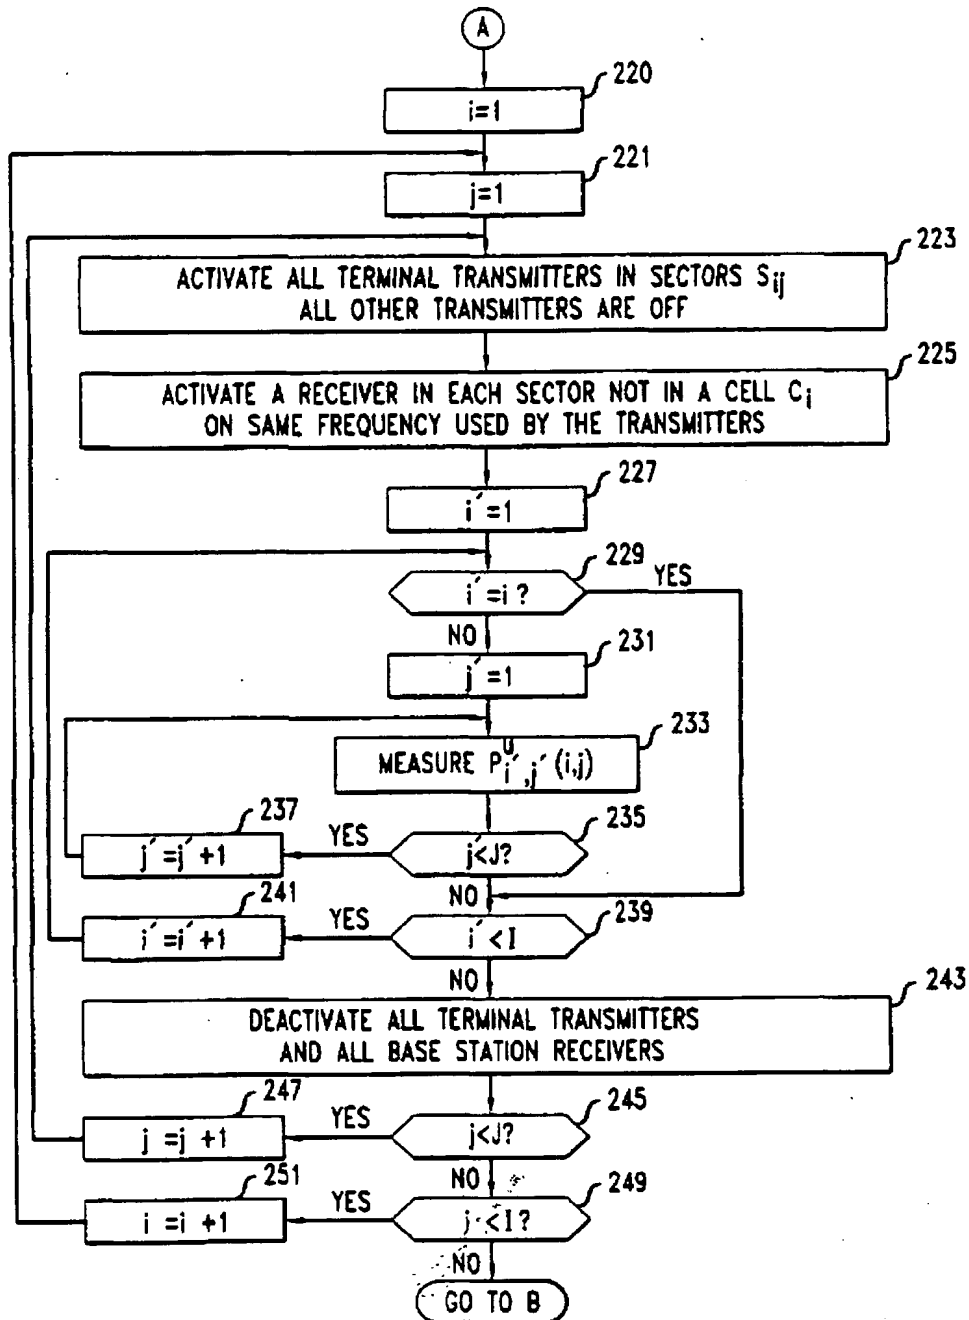 A
220
i=1
221
j=1
223
ACTIVATE ALL TERMINAL TRANSMITTERS IN SECTORS Sij
ALL OTHER TRANSMITTERS ARE OFF
225
ACTIVATE A RECEIVER IN EACH SECTOR NOT IN A CELL Ci
ON SAME FREQUENCY USED BY THE TRANSMITTERS
227
i´=1
229
i´=i?
YES
NO
231
j´=1
233
MEASURE P^U_i´,j´ (i,j)
235
j´<J?
YES
237
j´=j´+1
NO
239
i´<I
YES
241
i´=i´+1
NO
243
DEACTIVATE ALL TERMINAL TRANSMITTERS
AND ALL BASE STATION RECEIVERS
245
j<J?
YES
247
j=j+1
NO
249
j<I?
YES
251
i=i+1
NO
GO TO B